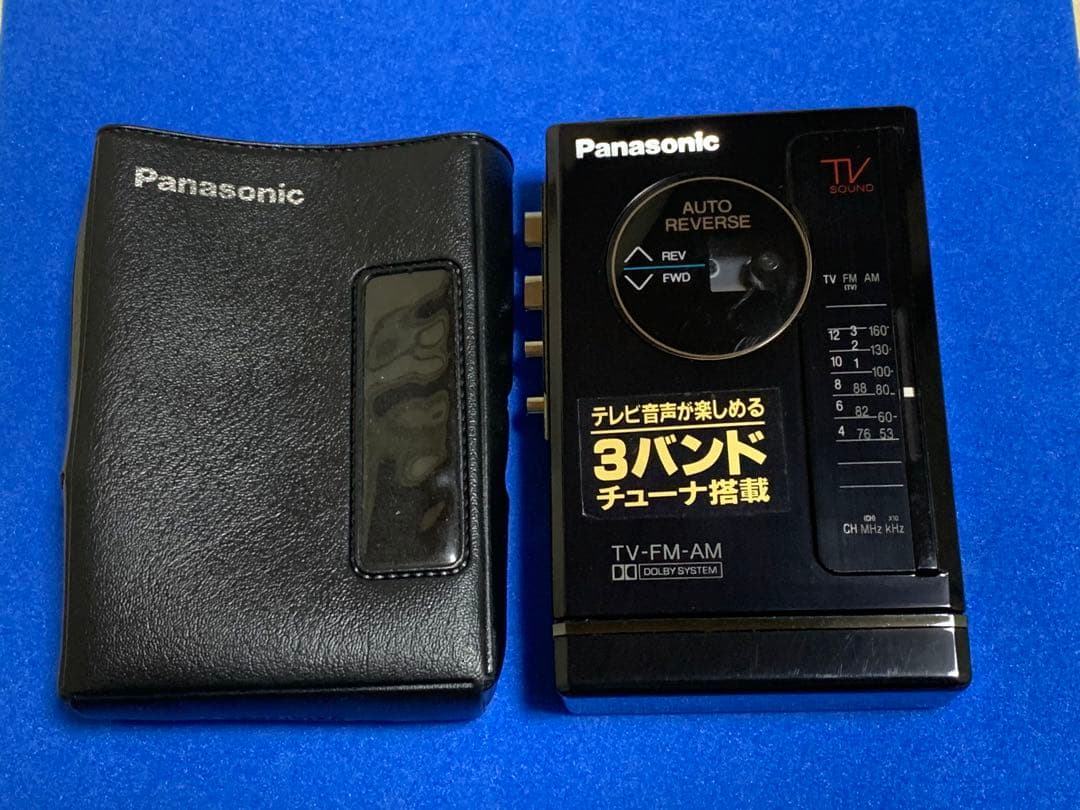 Panasonic
Panasonic
TV
SOUND
AUTO
REVERSE
REV
FWD
TV FM AM
(TV)
12 3 160
2 130
10 1 100
8 88 80
6 82 60
4 76 53
(CH) X10
CH MHz kHz
テレビ音声が楽しめる
3バンド
チューナ搭載
TV-FM-AM
DOLBY SYSTEM